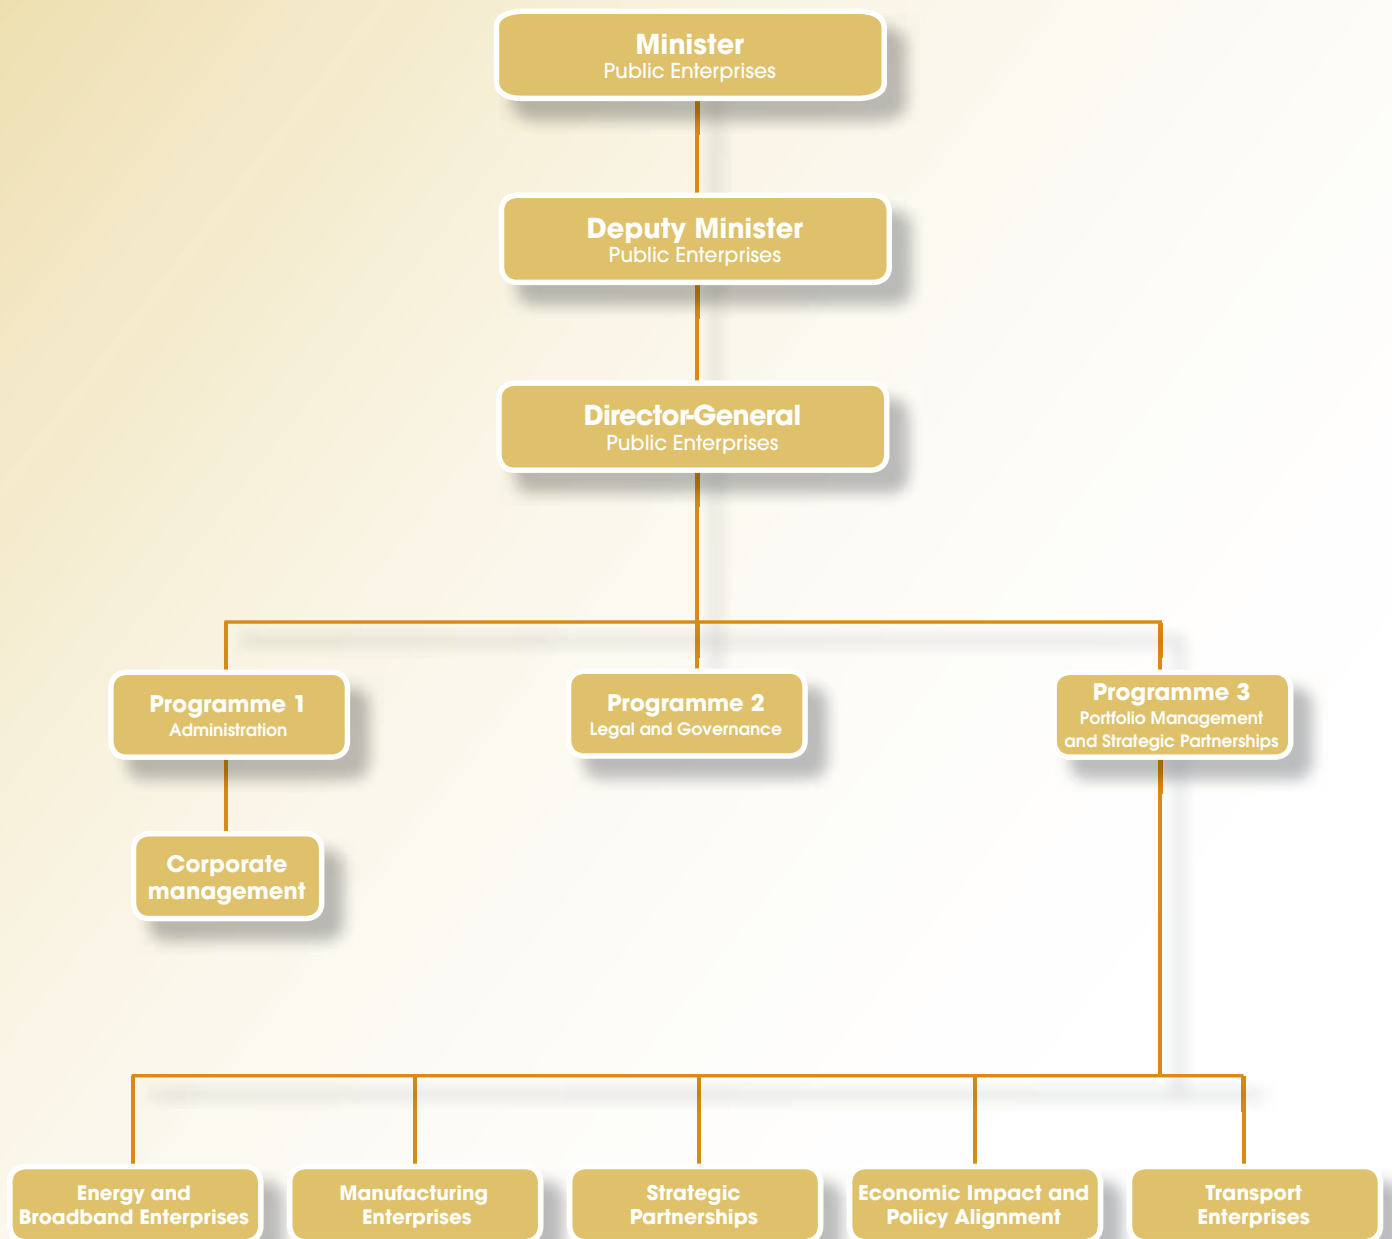 Minister
Public Enterprises
Deputy Minister
Public Enterprises
Director-General
Public Enterprises
Programme 1
Administration
Programme 2
Legal and Governance
Programme 3
Portfolio Management
and Strategic Partnerships
Corporate
management
Energy and
Broadband Enterprises
Manufacturing
Enterprises
Strategic
Partnerships
Economic Impact and
Policy Alignment
Transport
Enterprises